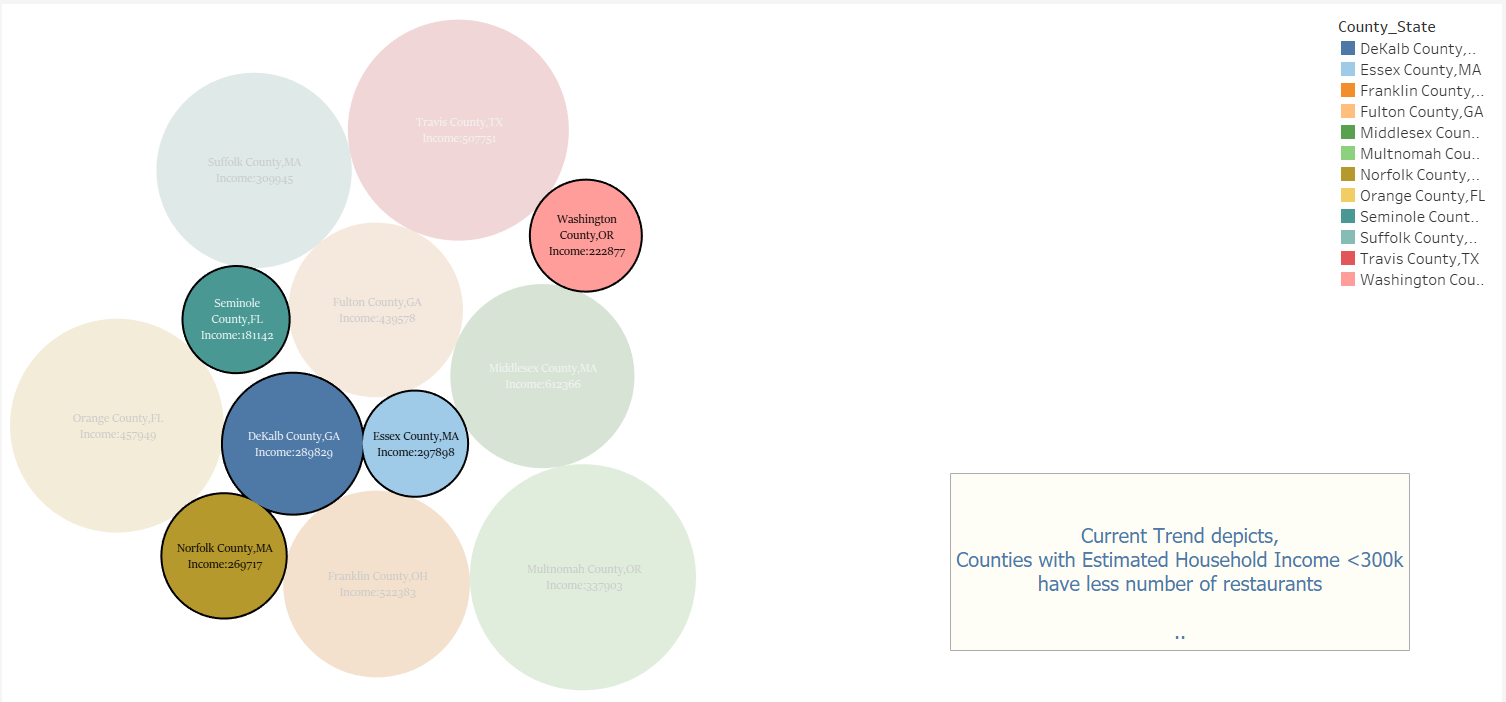 County_State
DeKalb County,..
Essex County,MA
Franklin County,..
Fulton County,GA
Middlesex Coun..
Multnomah Cou..
Norfolk County,..
Orange County,FL
Seminole Count..
Suffolk County,..
Travis County,TX
Washington Cou..
Travis County,TX
Income:507751
Suffolk County,MA
Income:309945
Washington
County,OR
Income:222877
Seminole
County,FL
Income:181142
Fulton County,GA
Income:439578
Middlesex County,MA
Income:612366
Orange County,FL
Income:457949
DeKalb County,GA
Income:289829
Essex County,MA
Income:297898
Norfolk County,MA
Income:269717
Franklin County,OH
Income:522383
Multnomah County,OR
Income:337903
Current Trend depicts,
Counties with Estimated Household Income <300k
have less number of restaurants
..